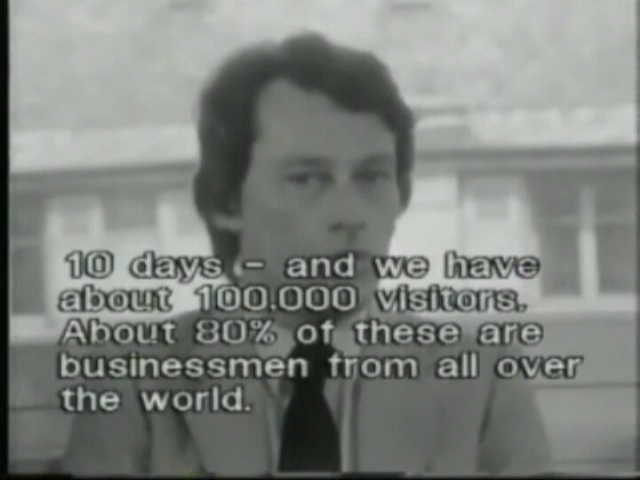 10 days - and we have
about 100.000 visitors.
About 80% of these are
businessmen from all over
the world.